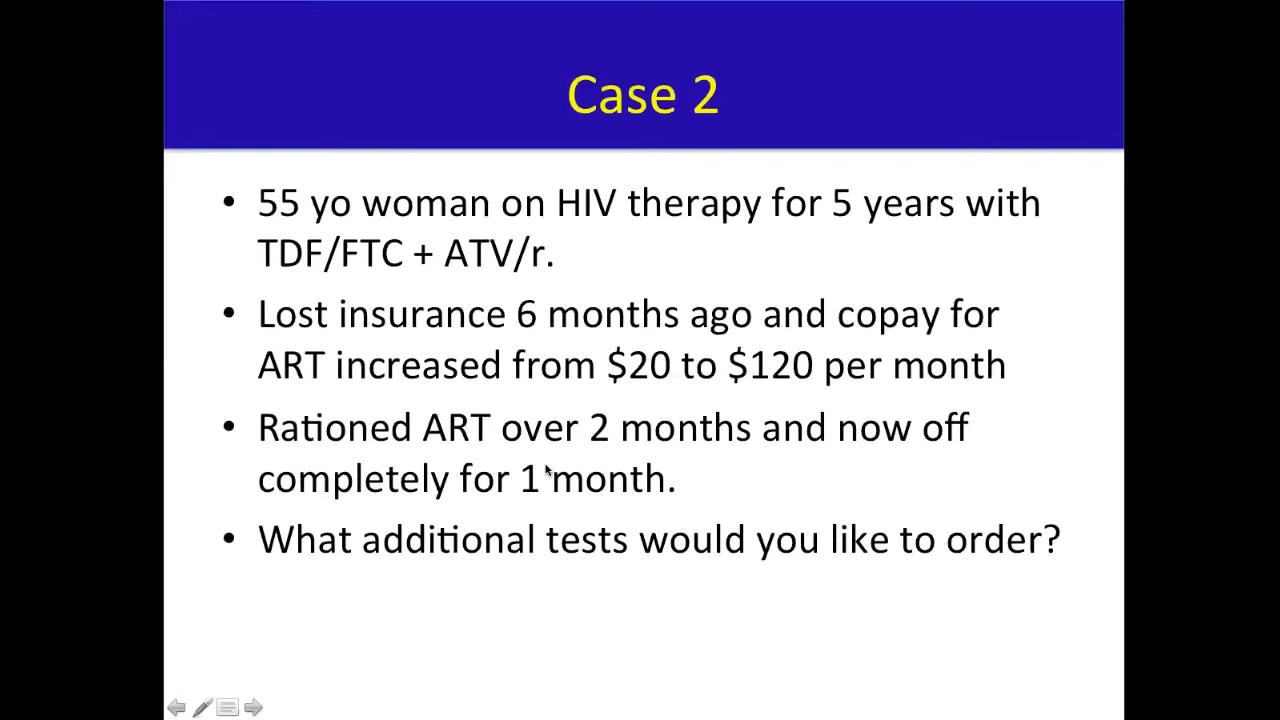 Case 2
• 55 yo woman on HIV therapy for 5 years with
TDF/FTC + ATV/r.
• Lost insurance 6 months ago and copay for
ART increased from $20 to $120 per month
• Rationed ART over 2 months and now off
completely for 1 month.
• What additional tests would you like to order?